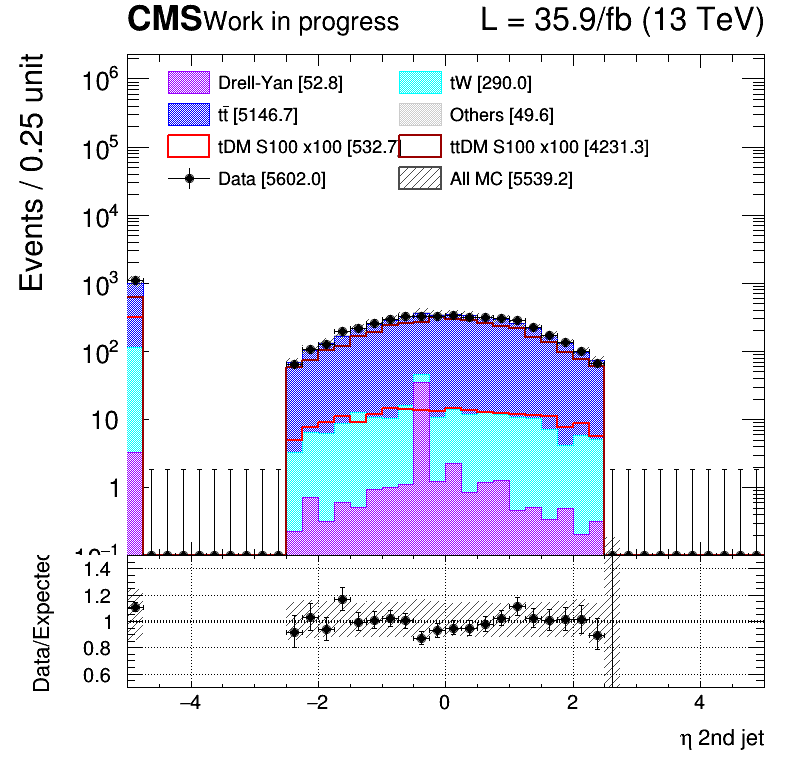 CMS Work in progress L = 35.9/fb (13 TeV)
Events / 0.25 unit
10⁶
10⁵
10⁴
10³
10²
10
1
10⁻¹
Drell-Yan [52.8] tW [290.0]
tt̄ [5146.7] Others [49.6]
tDM S100 x100 [532.7] ttDM S100 x100 [4231.3]
Data [5602.0] All MC [5539.2]
Data/Expected
1.4
1.2
1
0.8
0.6
−4 −2 0 2 4
η 2nd jet